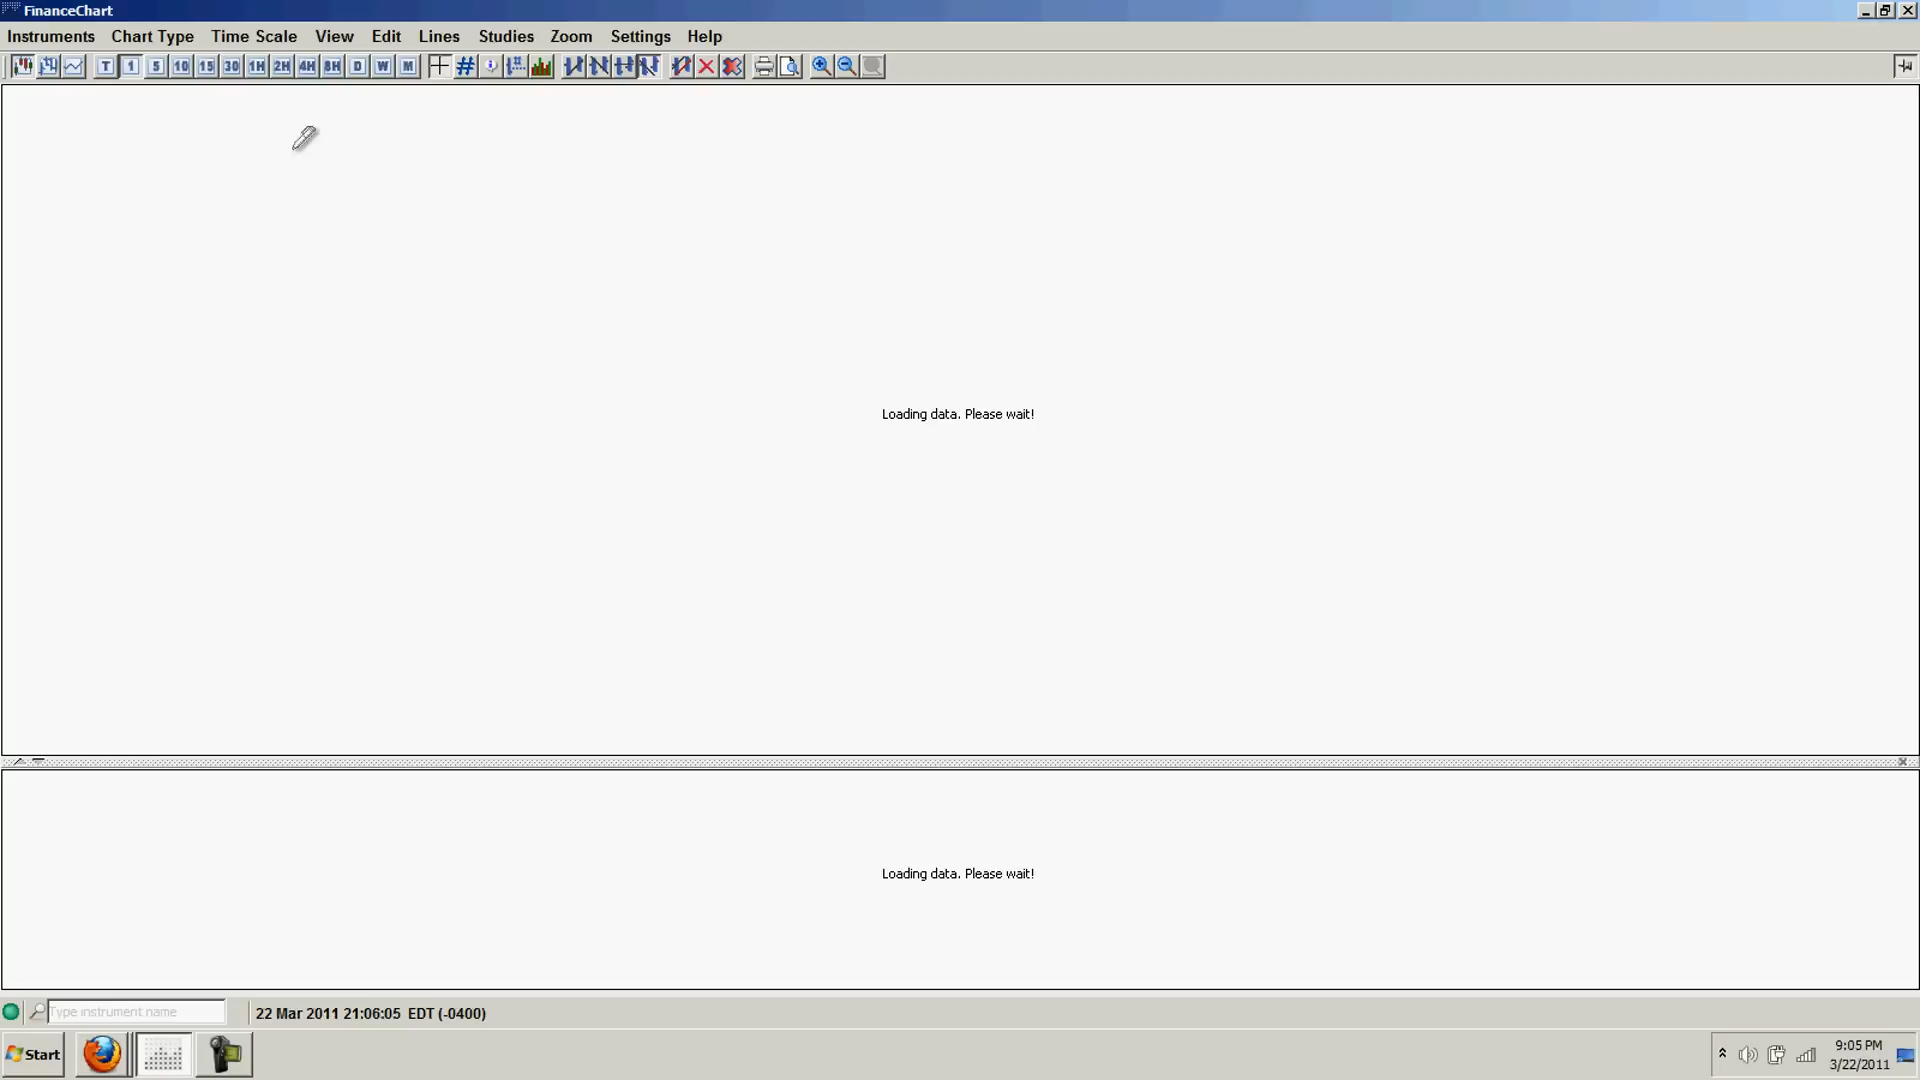 FinanceChart
Instruments Chart Type Time Scale View Edit Lines Studies Zoom Settings Help
T 1 5 10 15 30 1H 2H 4H 8H D W M #
Loading data. Please wait!
Loading data. Please wait!
Type instrument name 22 Mar 2011 21:06:05 EDT (-0400)
Start 9:05 PM
3/22/2011